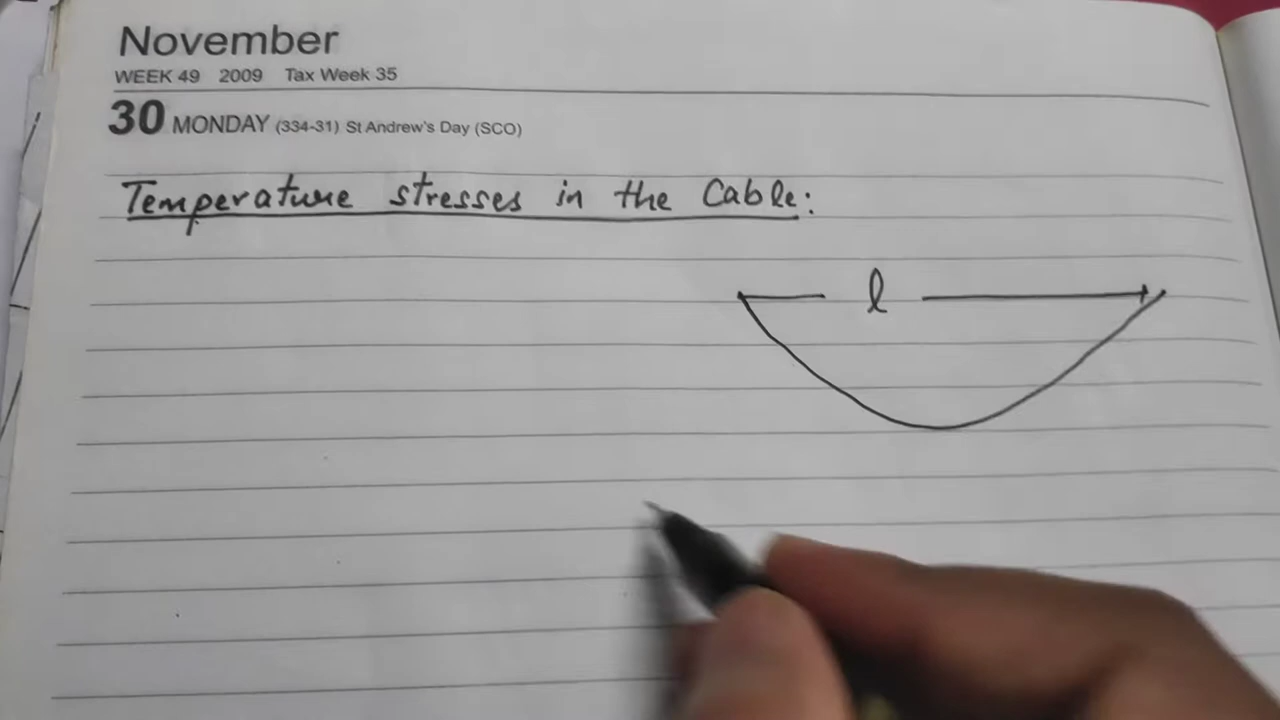 November
WEEK 49 2009 Tax Week 35
30 MONDAY (334-31) St Andrew's Day (SCO)
Temperature stresses in the Cable:
l